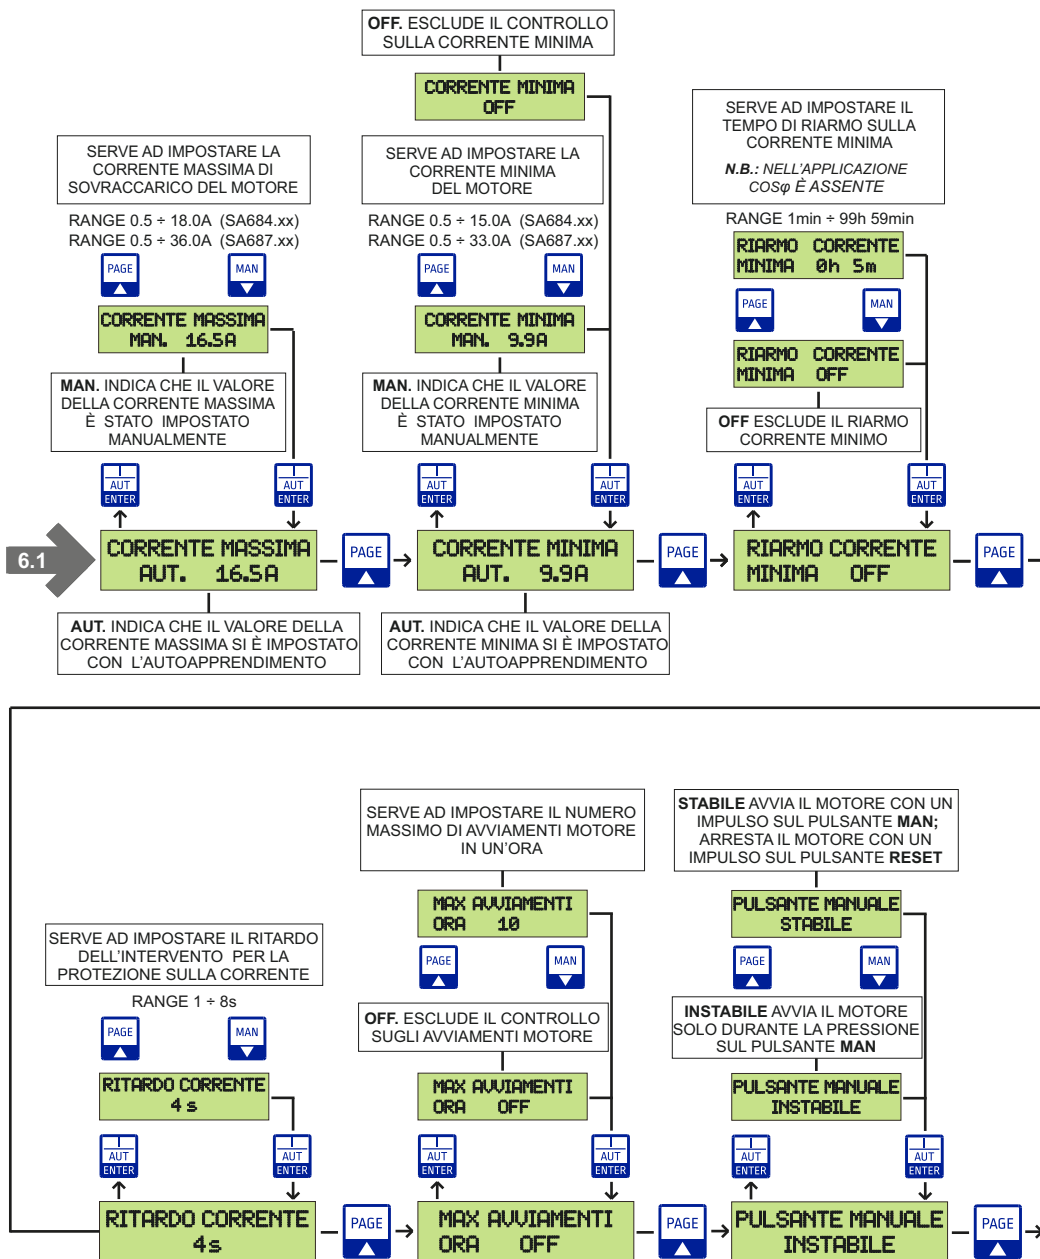 OFF. ESCLUDE IL CONTROLLO
SULLA CORRENTE MINIMA
CORRENTE MINIMA
OFF
SERVE AD IMPOSTARE LA
CORRENTE MASSIMA DI
SOVRACCARICO DEL MOTORE
RANGE 0.5 ÷ 18.0A (SA684.xx)
RANGE 0.5 ÷ 36.0A (SA687.xx)
PAGE
MAN
CORRENTE MASSIMA
MAN. 16.5A
MAN. INDICA CHE IL VALORE
DELLA CORRENTE MASSIMA
È STATO IMPOSTATO
MANUALMENTE
AUT
ENTER
AUT
ENTER
SERVE AD IMPOSTARE LA
CORRENTE MINIMA
DEL MOTORE
RANGE 0.5 ÷ 15.0A (SA684.xx)
RANGE 0.5 ÷ 33.0A (SA687.xx)
PAGE
MAN
CORRENTE MINIMA
MAN. 9.9A
MAN. INDICA CHE IL VALORE
DELLA CORRENTE MINIMA
È STATO IMPOSTATO
MANUALMENTE
AUT
ENTER
AUT
ENTER
SERVE AD IMPOSTARE IL
TEMPO DI RIARMO SULLA
CORRENTE MINIMA
N.B.: NELL'APPLICAZIONE
COSφ È ASSENTE
RANGE 1min ÷ 99h 59min
RIARMO CORRENTE
MINIMA 0h 5m
PAGE
MAN
RIARMO CORRENTE
MINIMA OFF
OFF ESCLUDE IL RIARMO
CORRENTE MINIMO
AUT
ENTER
AUT
ENTER
6.1
CORRENTE MASSIMA
AUT. 16.5A
PAGE
CORRENTE MINIMA
AUT. 9.9A
PAGE
RIARMO CORRENTE
MINIMA OFF
PAGE
AUT. INDICA CHE IL VALORE DELLA
CORRENTE MASSIMA SI È IMPOSTATO
CON L'AUTOAPPRENDIMENTO
AUT. INDICA CHE IL VALORE DELLA
CORRENTE MINIMA SI È IMPOSTATO
CON L'AUTOAPPRENDIMENTO
SERVE AD IMPOSTARE IL RITARDO
DELL'INTERVENTO PER LA
PROTEZIONE SULLA CORRENTE
RANGE 1 ÷ 8s
PAGE
MAN
RITARDO CORRENTE
4 s
AUT
ENTER
AUT
ENTER
SERVE AD IMPOSTARE IL NUMERO
MASSIMO DI AVVIAMENTI MOTORE
IN UN'ORA
MAX AVVIAMENTI
ORA 10
PAGE
MAN
OFF. ESCLUDE IL CONTROLLO
SUGLI AVVIAMENTI MOTORE
MAX AVVIAMENTI
ORA OFF
AUT
ENTER
AUT
ENTER
STABILE AVVIA IL MOTORE CON UN
IMPULSO SUL PULSANTE MAN;
ARRESTA IL MOTORE CON UN
IMPULSO SUL PULSANTE RESET
PULSANTE MANUALE
STABILE
PAGE
MAN
INSTABILE AVVIA IL MOTORE
SOLO DURANTE LA PRESSIONE
SUL PULSANTE MAN
PULSANTE MANUALE
INSTABILE
AUT
ENTER
AUT
ENTER
RITARDO CORRENTE
4s
PAGE
MAX AVVIAMENTI
ORA OFF
PAGE
PULSANTE MANUALE
INSTABILE
PAGE